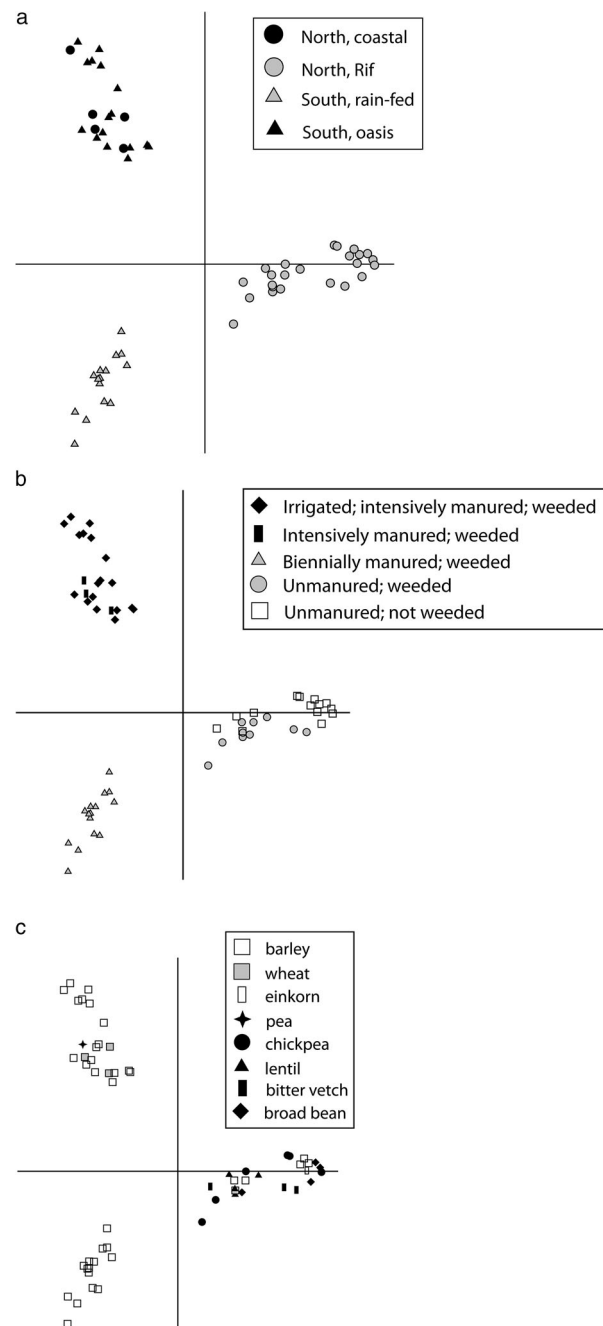 a
North, coastal
North, Rif
South, rain-fed
South, oasis
b
Irrigated; intensively manured; weeded
Intensively manured; weeded
Biennially manured; weeded
Unmanured; weeded
Unmanured; not weeded
c
barley
wheat
einkorn
pea
chickpea
lentil
bitter vetch
broad bean